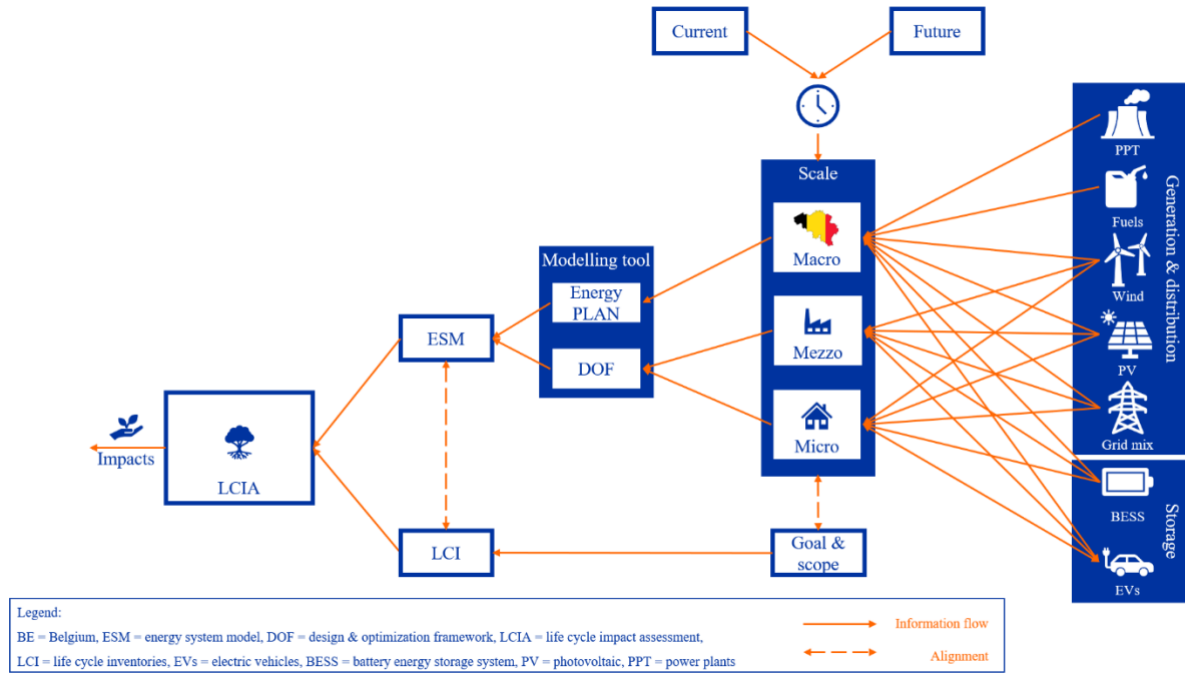 Current
Future
Scale
Macro
Mezzo
Micro
Modelling tool
Energy
PLAN
DOF
ESM
LCIA
Impacts
LCI
Goal &
scope
PPT
Fuels
Wind
PV
Grid mix
Generation & distribution
BESS
EVs
Storage
Legend:
BE = Belgium, ESM = energy system model, DOF = design & optimization framework, LCIA = life cycle impact assessment,
LCI = life cycle inventories, EVs = electric vehicles, BESS = battery energy storage system, PV = photovoltaic, PPT = power plants
Information flow
Alignment